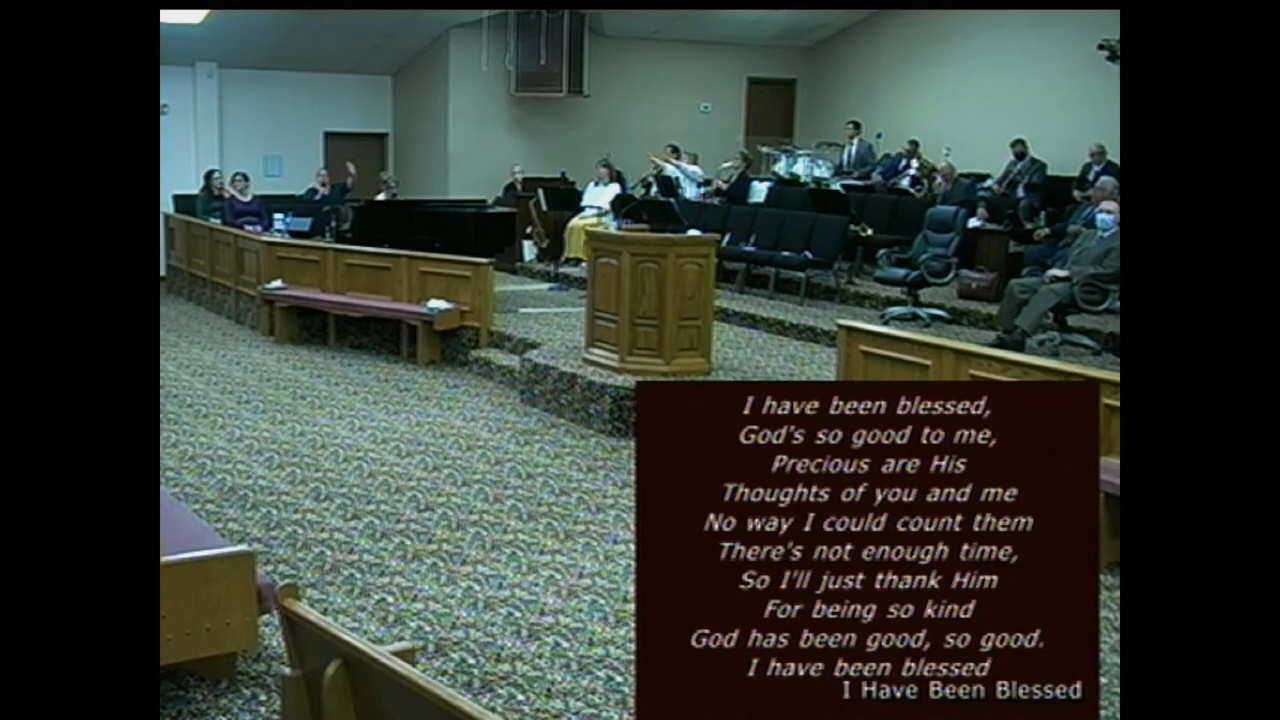 I have been blessed,
God's so good to me,
Precious are His
Thoughts of you and me
No way I could count them
There's not enough time,
So I'll just thank Him
For being so kind
God has been good, so good.
I have been blessed
I Have Been Blessed